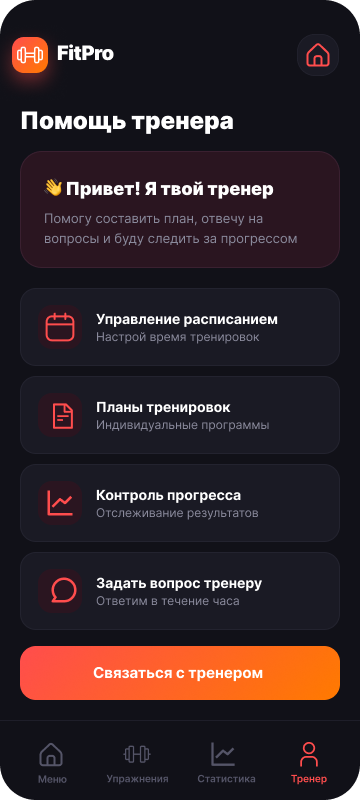 FitPro
Помощь тренера
👋 Привет! Я твой тренер
Помогу составить план, отвечу на
вопросы и буду следить за прогрессом
Управление расписанием
Настрой время тренировок
Планы тренировок
Индивидуальные программы
Контроль прогресса
Отслеживание результатов
Задать вопрос тренеру
Ответим в течение часа
Связаться с тренером
Меню
Упражнения
Статистика
Тренер